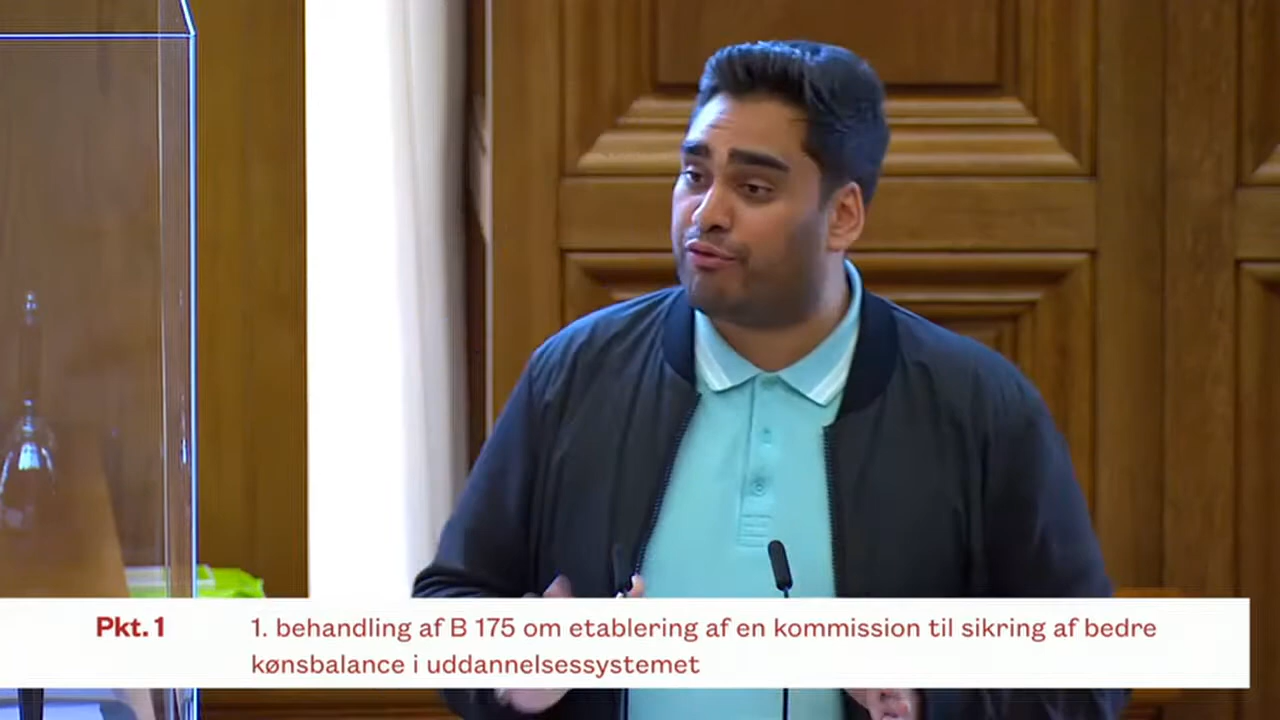 Pkt. 1
1. behandling af B 175 om etablering af en kommission til sikring af bedre
kønsbalance i uddannelsessystemet